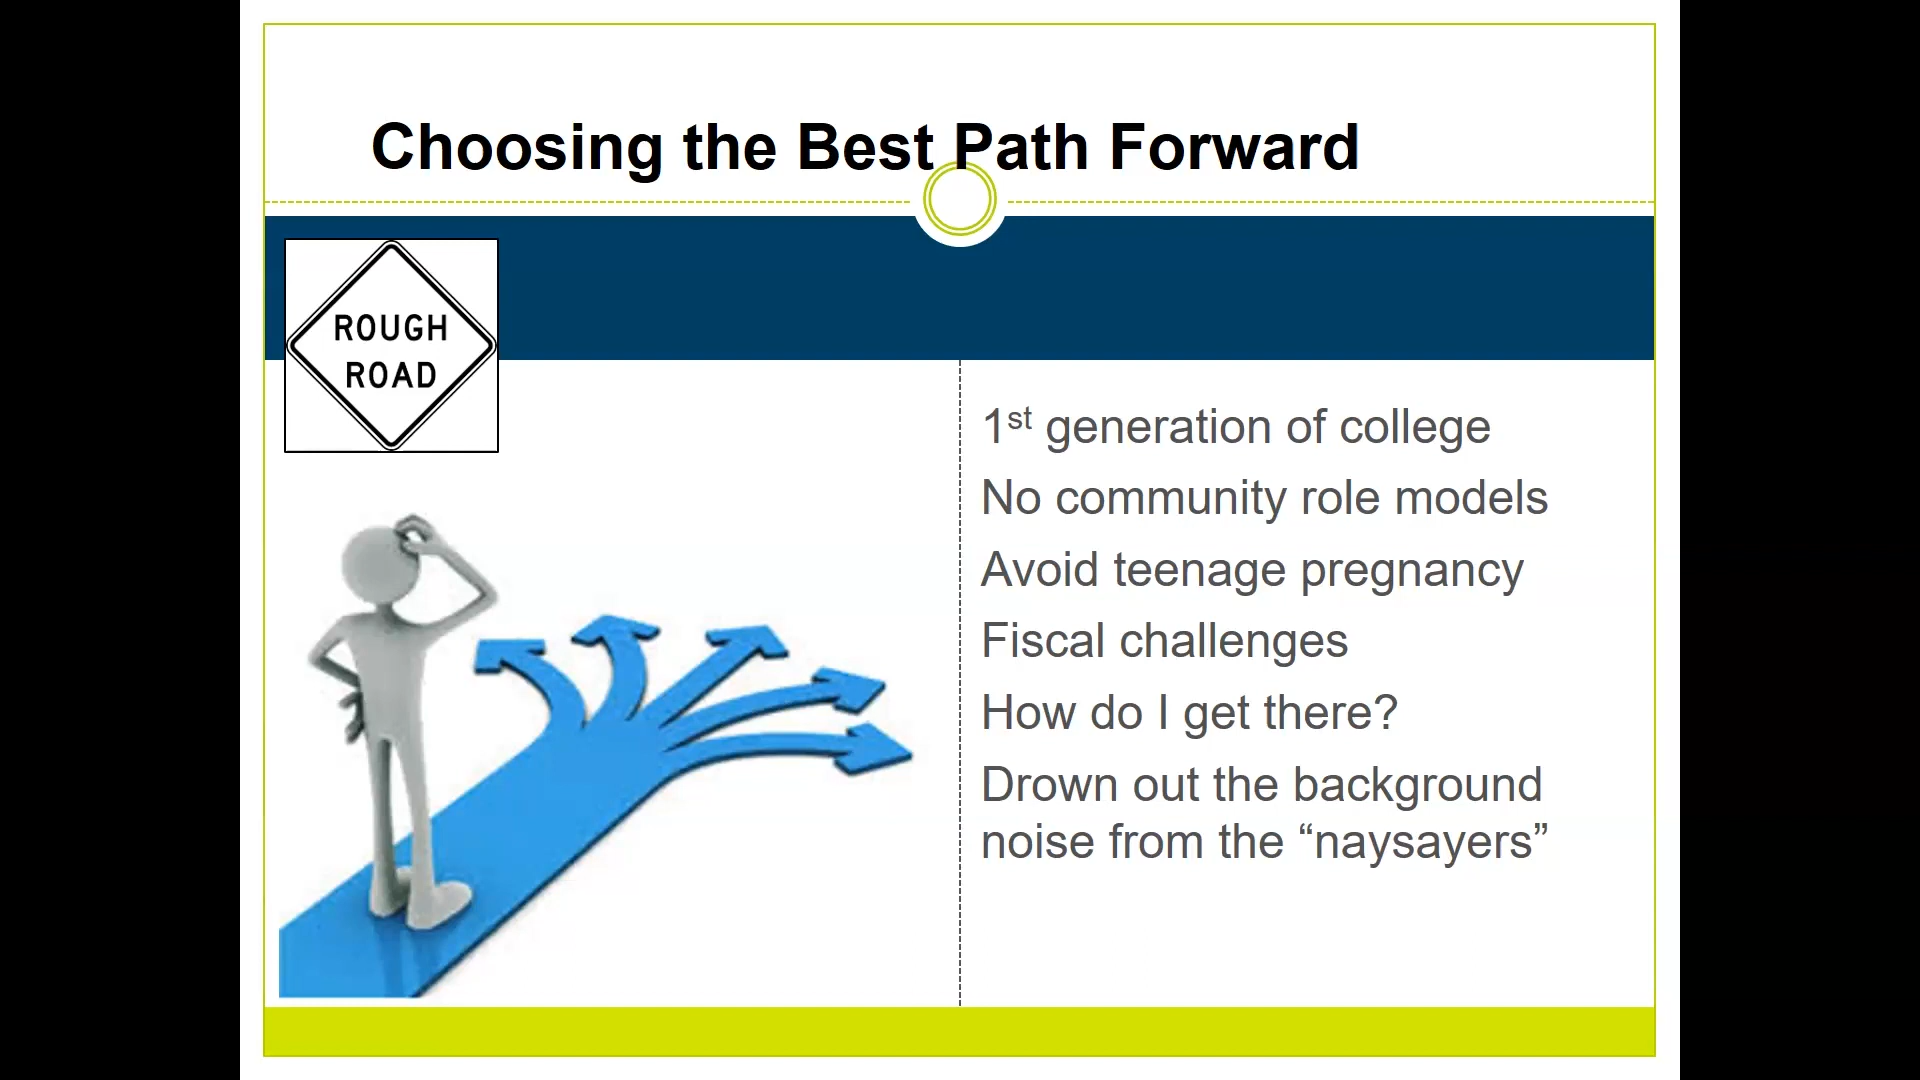 Choosing the Best Path Forward
ROUGH
ROAD
1st generation of college
No community role models
Avoid teenage pregnancy
Fiscal challenges
How do I get there?
Drown out the background
noise from the “naysayers”